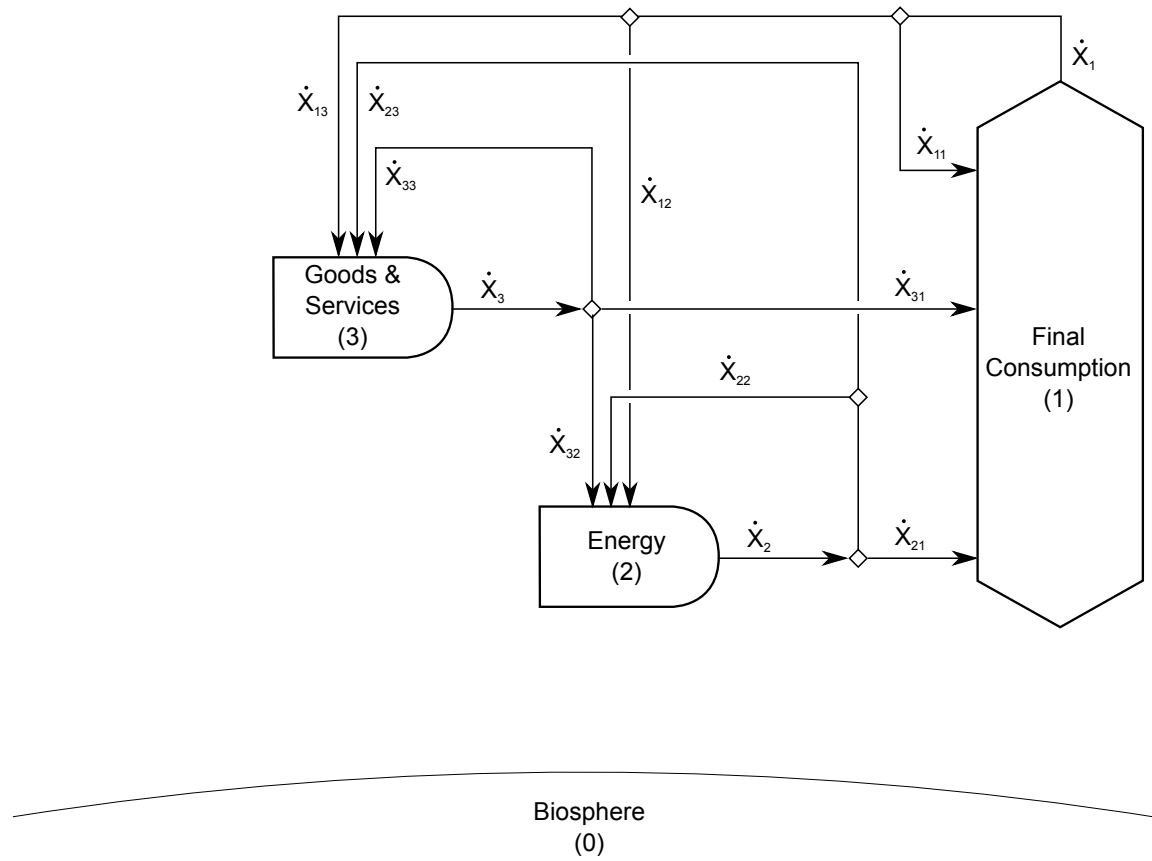 Ẋ₁
Ẋ₁₃
Ẋ₂₃
Ẋ₁₁
Ẋ₃₃
Ẋ₁₂
Goods &
Services
(3)
Ẋ₃
Ẋ₃₁
Final
Consumption
(1)
Ẋ₂₂
Ẋ₃₂
Energy
(2)
Ẋ₂
Ẋ₂₁
Biosphere
(0)